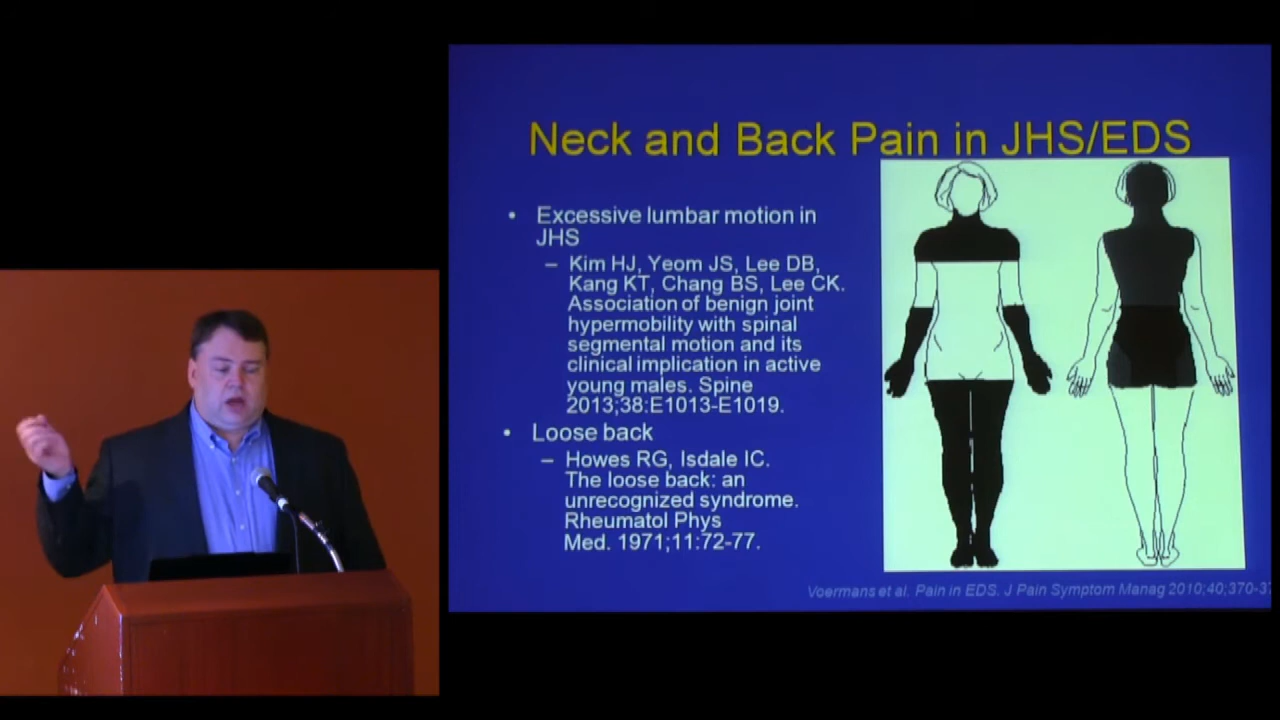 Neck and Back Pain in JHS/EDS
• Excessive lumbar motion in
JHS
– Kim HJ, Yeom JS, Lee DB,
Kang KT, Chang BS, Lee CK.
Association of benign joint
hypermobility with spinal
segmental motion and its
clinical implication in active
young males. Spine
2013;38:E1013-E1019.
• Loose back
– Howes RG, Isdale IC.
The loose back: an
unrecognized syndrome.
Rheumatol Phys
Med. 1971;11:72-77.
Voermans et al. Pain in EDS. J Pain Symptom Manag 2010;40;370-37